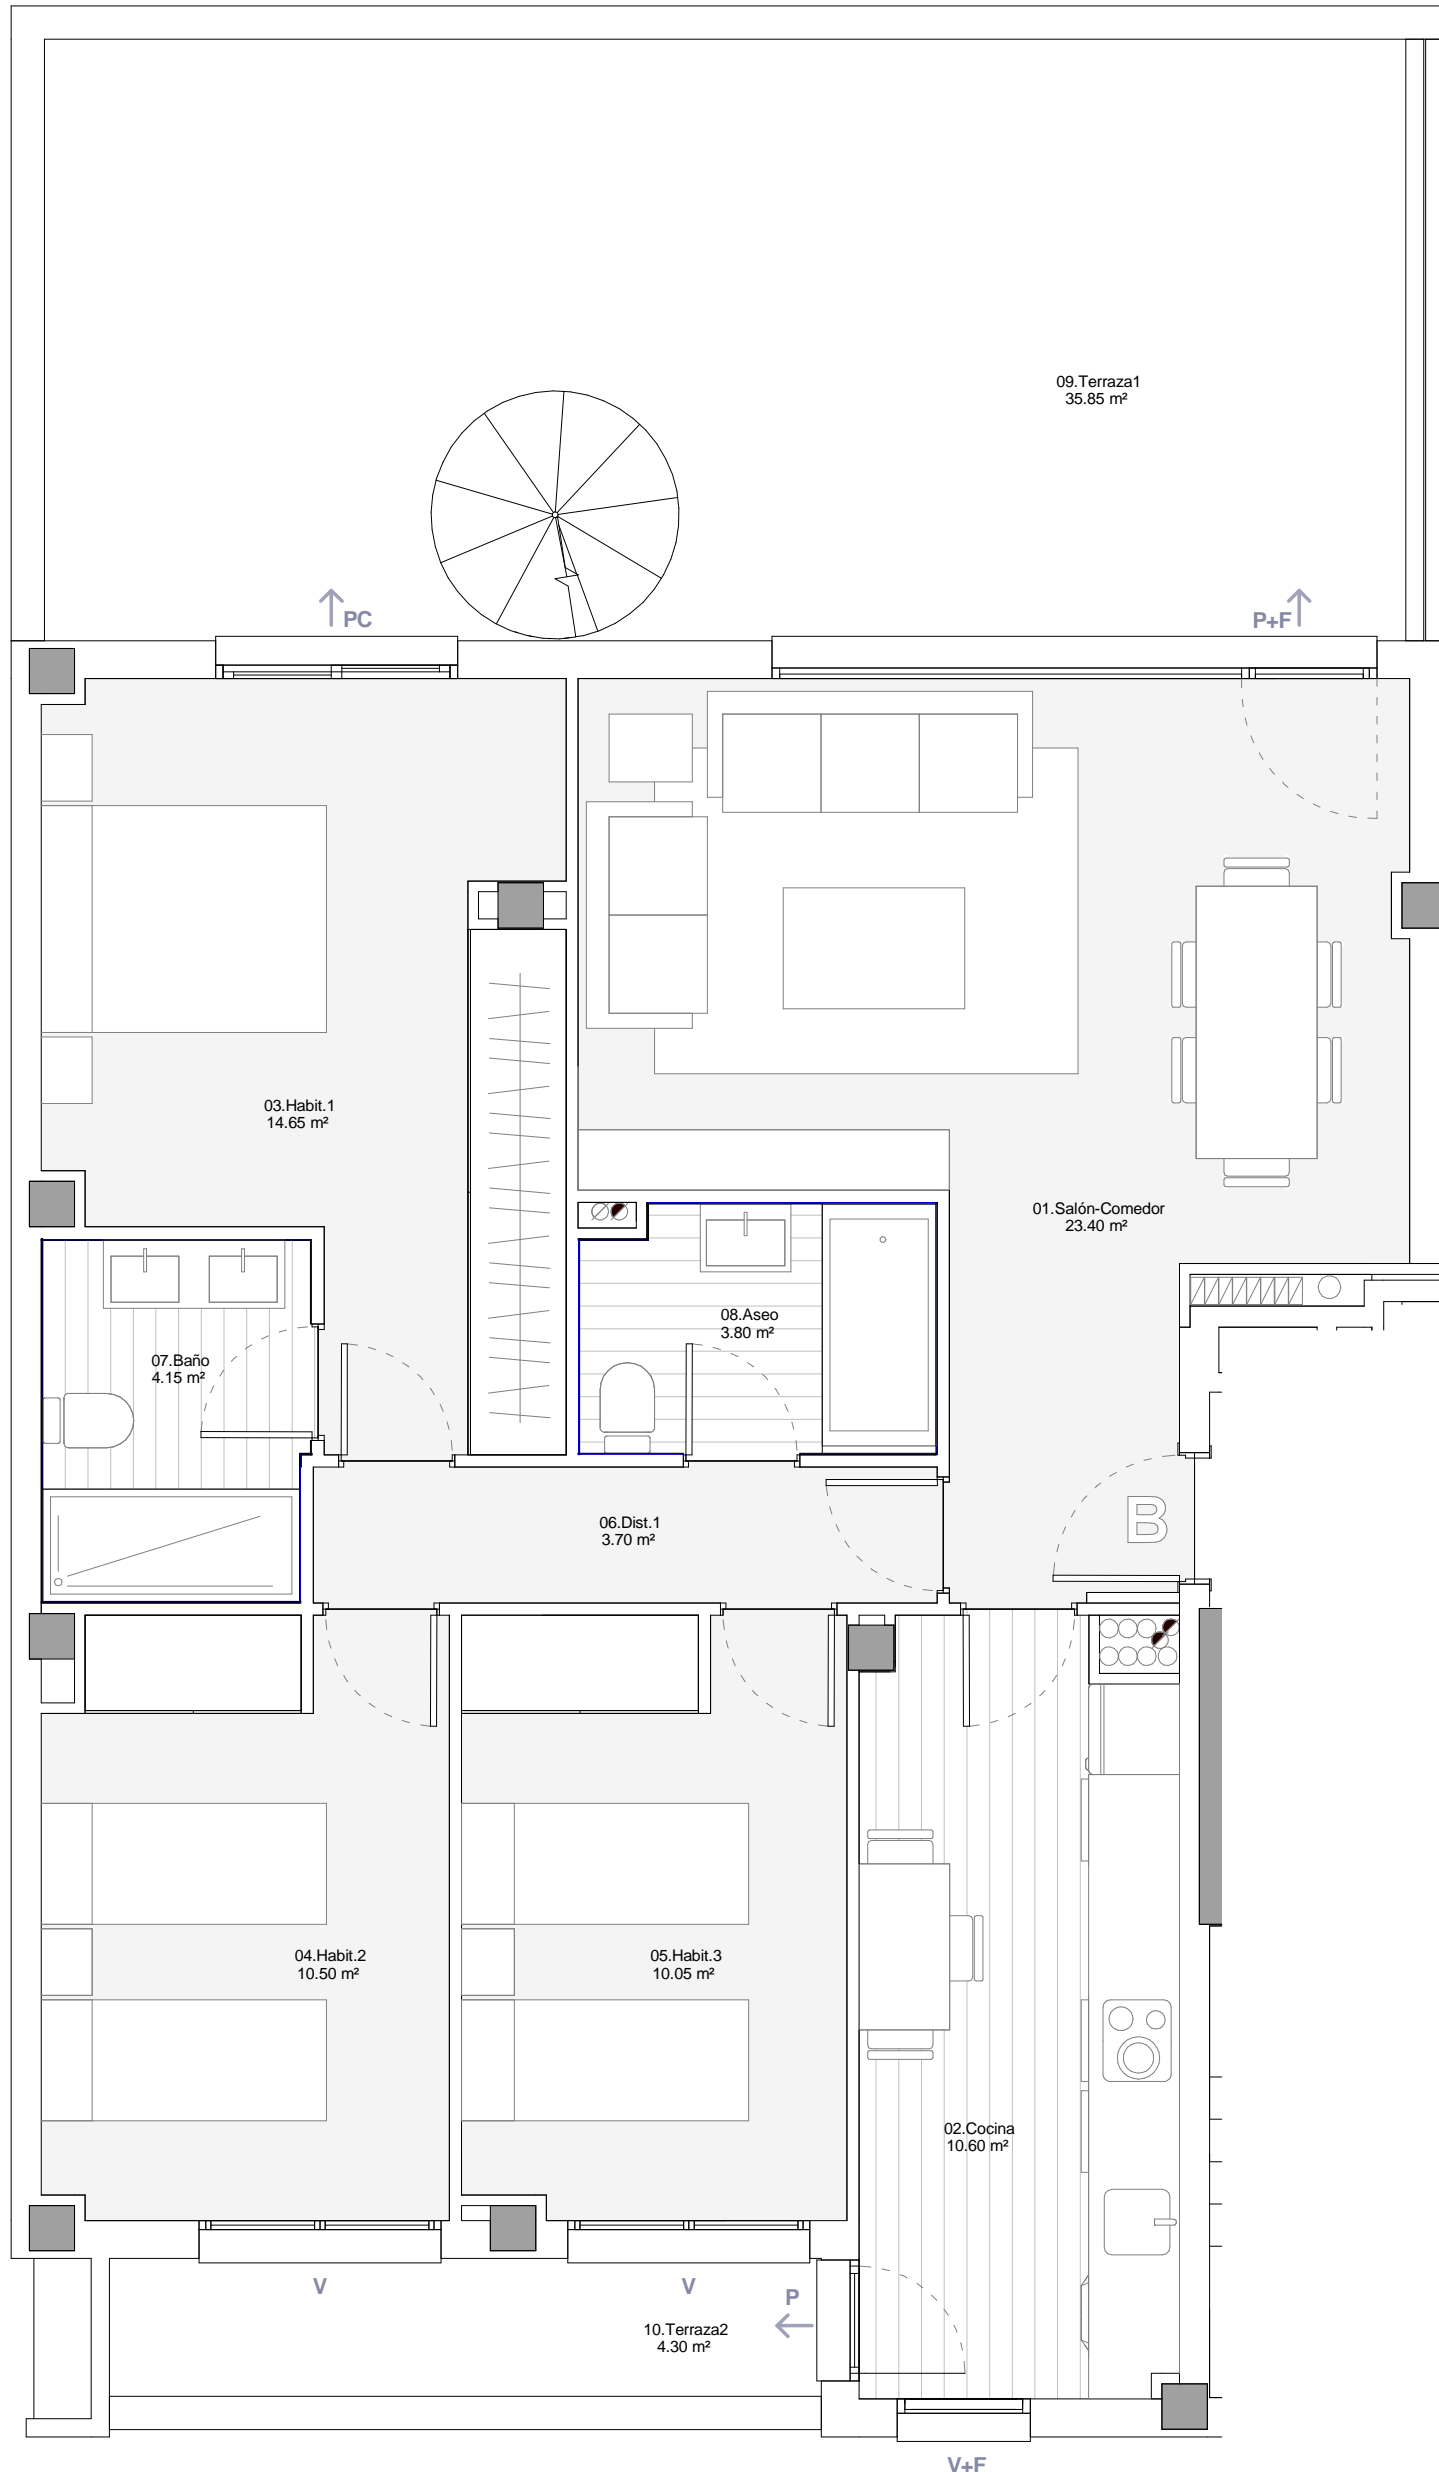 09.Terraza1
35.85 m²
PC
P+F
03.Habit.1
14.65 m²
01.Salón-Comedor
23.40 m²
08.Aseo
3.80 m²
07.Baño
4.15 m²
06.Dist.1
3.70 m²
B
04.Habit.2
10.50 m²
05.Habit.3
10.05 m²
02.Cocina
10.60 m²
V
V
P
10.Terraza2
4.30 m²
V+F